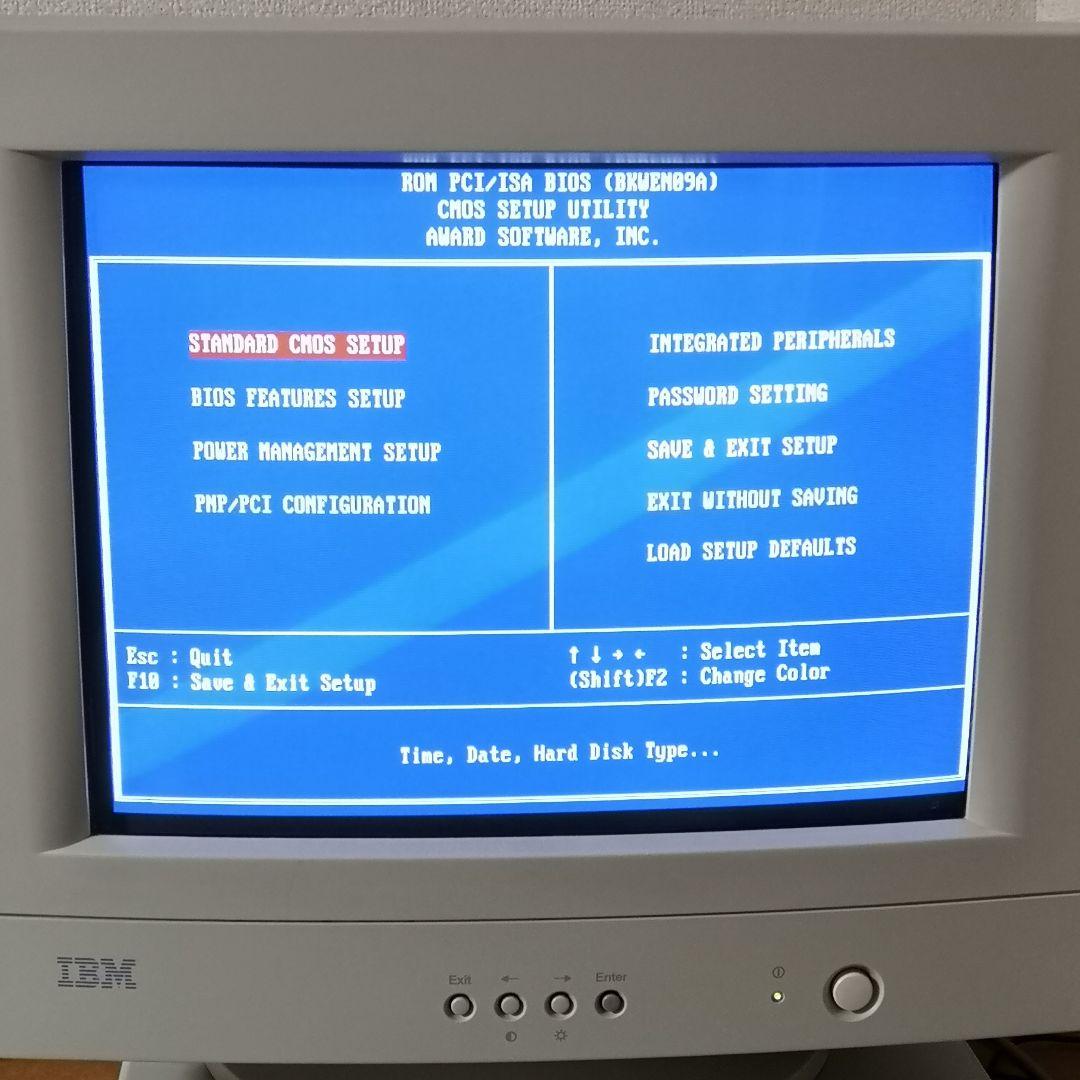 ROM PCI/ISA BIOS (BKWEN09A)
CMOS SETUP UTILITY
AWARD SOFTWARE, INC.
STANDARD CMOS SETUP
BIOS FEATURES SETUP
POWER MANAGEMENT SETUP
PNP/PCI CONFIGURATION
INTEGRATED PERIPHERALS
PASSWORD SETTING
SAVE & EXIT SETUP
EXIT WITHOUT SAVING
LOAD SETUP DEFAULTS
Esc : Quit
F10 : Save & Exit Setup
↑ ↓ → ← : Select Item
(Shift)F2 : Change Color
Time, Date, Hard Disk Type...
IBM
Exit ← → Enter